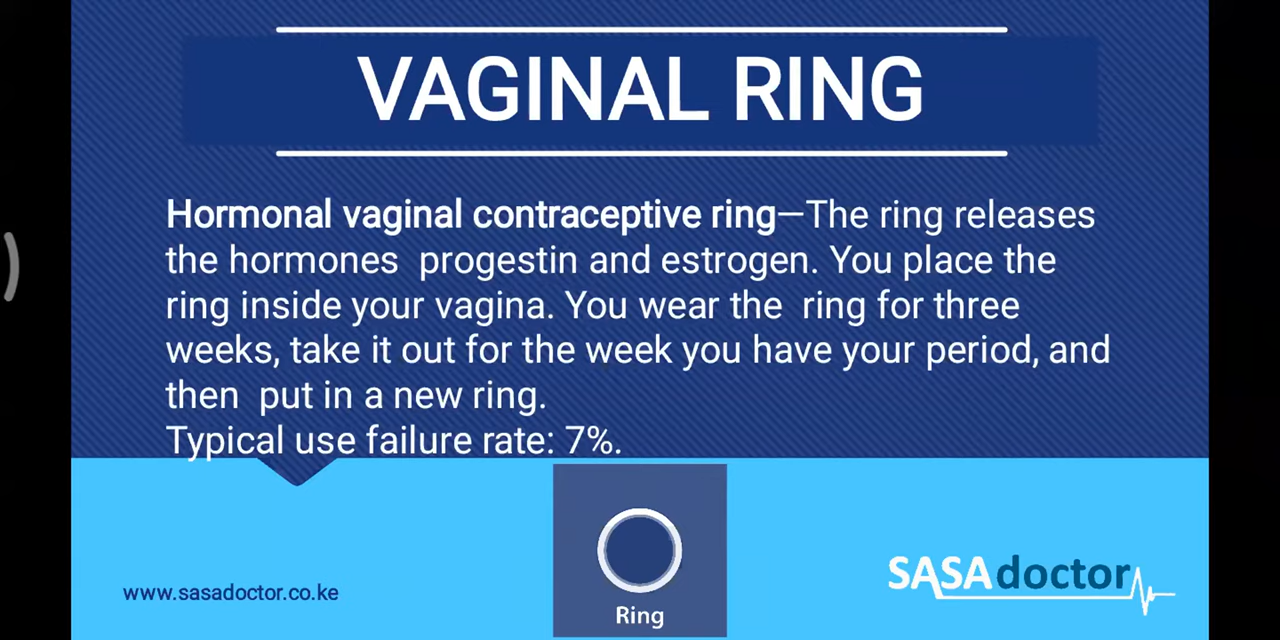 VAGINAL RING
Hormonal vaginal contraceptive ring—The ring releases
the hormones  progestin and estrogen. You place the
ring inside your vagina. You wear the  ring for three
weeks, take it out for the week you have your period, and
then  put in a new ring.
Typical use failure rate: 7%.
Ring
www.sasadoctor.co.ke
SASAdoctor